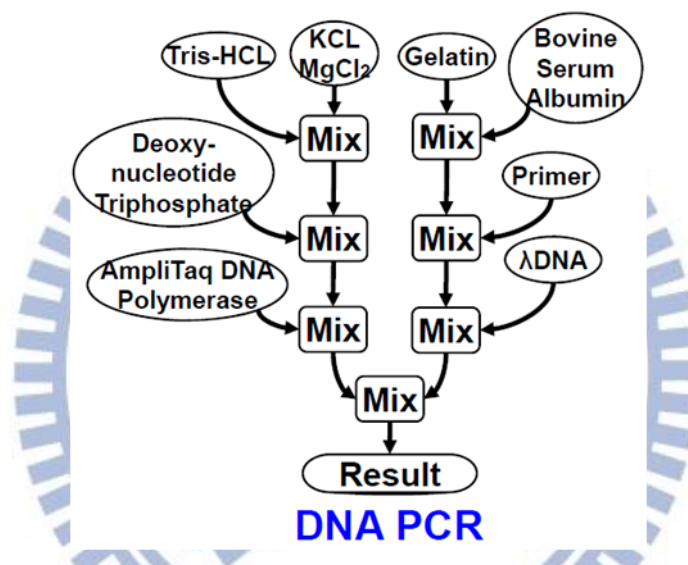 Tris-HCL
KCL
MgCl₂
Gelatin
Bovine
Serum
Albumin
Mix
Mix
Deoxy-
nucleotide
Triphosphate
Primer
Mix
Mix
AmpliTaq DNA
Polymerase
λDNA
Mix
Mix
Mix
Result
DNA PCR